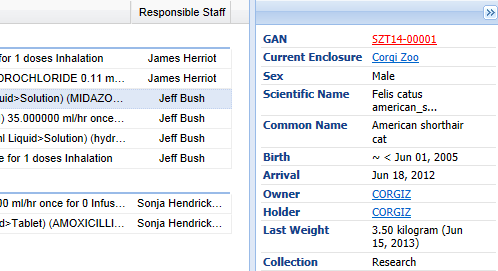 Responsible Staff
for 1 doses Inhalation James Herriot
DROCHLORIDE 0.11 m... James Herriot
uid>Solution) (MIDAZO... Jeff Bush
) 35.000000 ml/hr once... Jeff Bush
ml Liquid>Solution) (hydr... Jeff Bush
e for 1 doses Inhalation Jeff Bush
00 ml/hr once for 0 Infus... Sonja Hendrick...
d>Tablet) (AMOXICILLI... Sonja Hendrick...
GAN SZT14-00001
Current Enclosure Corgi Zoo
Sex Male
Scientific Name Felis catus
american_s...
Common Name American shorthair
cat
Birth ~ < Jun 01, 2005
Arrival Jun 18, 2012
Owner CORGIZ
Holder CORGIZ
Last Weight 3.50 kilogram (Jun
15, 2013)
Collection Research